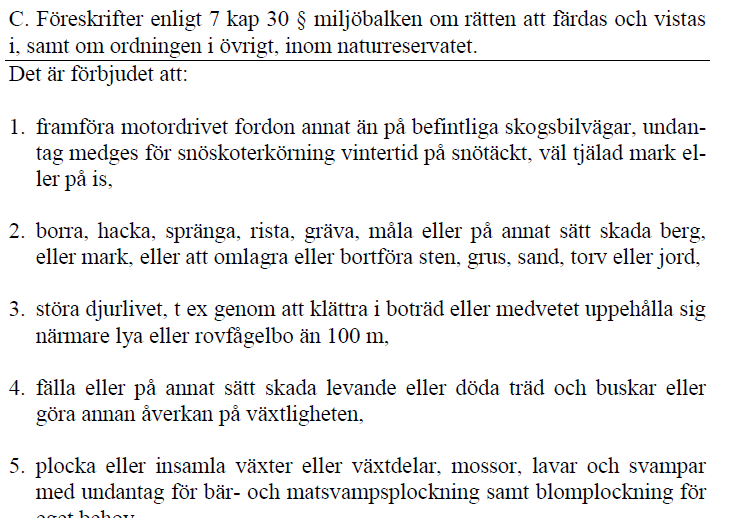 C. Föreskrifter enligt 7 kap 30 § miljöbalken om rätten att färdas och vistas
i, samt om ordningen i övrigt, inom naturreservatet.
Det är förbjudet att:
1. framföra motordrivet fordon annat än på befintliga skogsbilvägar, undan-
tag medges för snöskoterkörning vintertid på snötäckt, väl tjälad mark el-
ler på is,
2. borra, hacka, spränga, rista, gräva, måla eller på annat sätt skada berg,
eller mark, eller att omlagra eller bortföra sten, grus, sand, torv eller jord,
3. störa djurlivet, t ex genom att klättra i boträd eller medvetet uppehålla sig
närmare lya eller rovfågelbo än 100 m,
4. fälla eller på annat sätt skada levande eller döda träd och buskar eller
göra annan åverkan på växtligheten,
5. plocka eller insamla växter eller växtdelar, mossor, lavar och svampar
med undantag för bär- och matsvampsplockning samt blomplockning för
eget behov